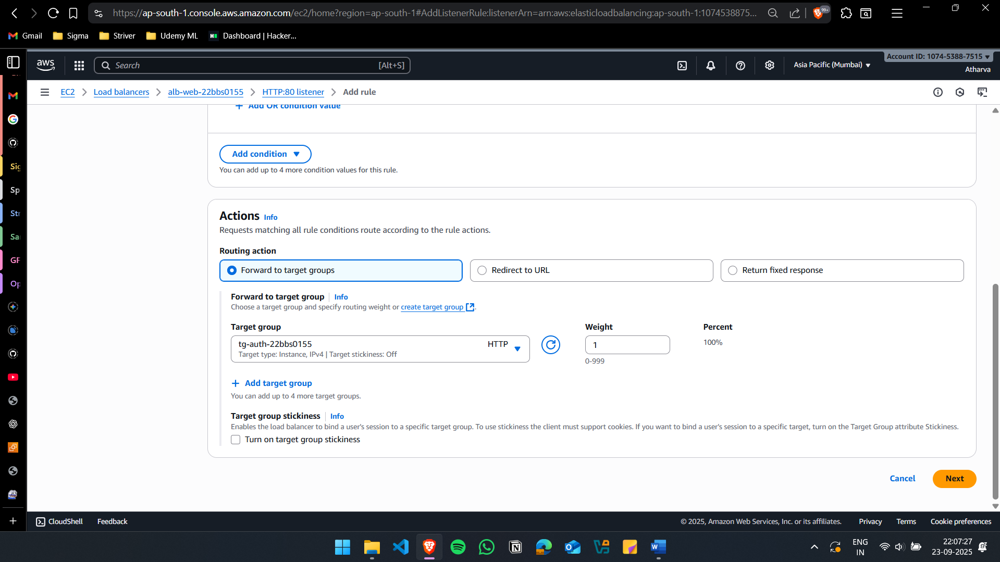 https://ap-south-1.console.aws.amazon.com/ec2/home?region=ap-south-1#AddListenerRule:listenerArn=arn:aws:elasticloadbalancing:ap-south-1:1074538875...
99+
Gmail
Sigma
Striver
Udemy ML
Dashboard | Hacker...
aws
Search
[Alt+S]
Asia Pacific (Mumbai)
Account ID: 1074-5388-7515
Atharva
EC2
Load balancers
alb-web-22bbs0155
HTTP:80 listener
Add rule
Add OR condition value
Add condition
You can add up to 4 more condition values for this rule.
Sig
Sp
Str
Sa
GF
Op
Actions
Info
Requests matching all rule conditions route according to the rule actions.
Routing action
Forward to target groups
Redirect to URL
Return fixed response
Forward to target group
Info
Choose a target group and specify routing weight or create target group.
Target group
Weight
Percent
tg-auth-22bbs0155
HTTP
Target type: Instance, IPv4 | Target stickiness: Off
1
100%
0-999
Add target group
You can add up to 4 more target groups.
Target group stickiness
Info
Enables the load balancer to bind a user's session to a specific target group. To use stickiness the client must support cookies. If you want to bind a user's session to a specific target, turn on the Target Group attribute Stickiness.
Turn on target group stickiness
Cancel
Next
CloudShell
Feedback
© 2025, Amazon Web Services, Inc. or its affiliates.
Privacy
Terms
Cookie preferences
ENG
IN
22:07:27
23-09-2025